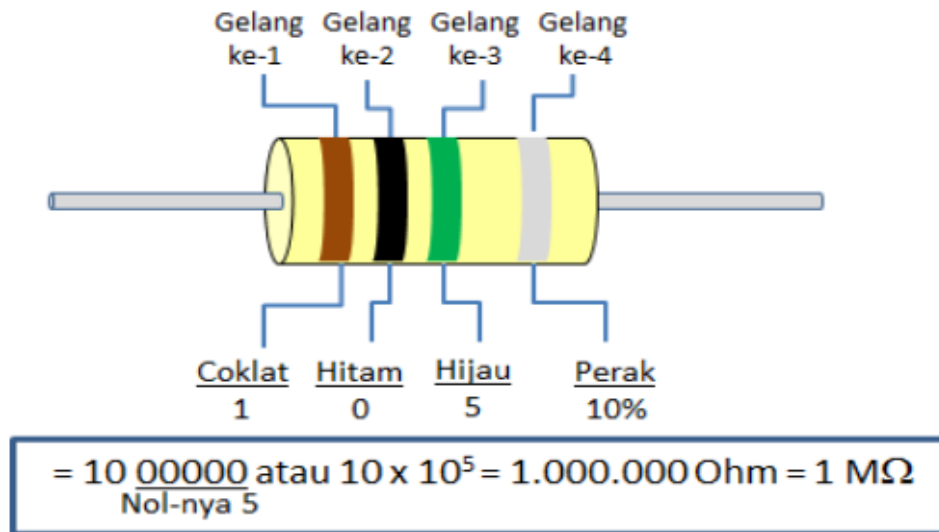 Gelang Gelang Gelang Gelang
ke-1 ke-2 ke-3 ke-4
Coklat Hitam Hijau Perak
1 0 5 10%
= 10 00000 atau 10 x 10⁵ = 1.000.000 Ohm = 1 MΩ
Nol-nya 5